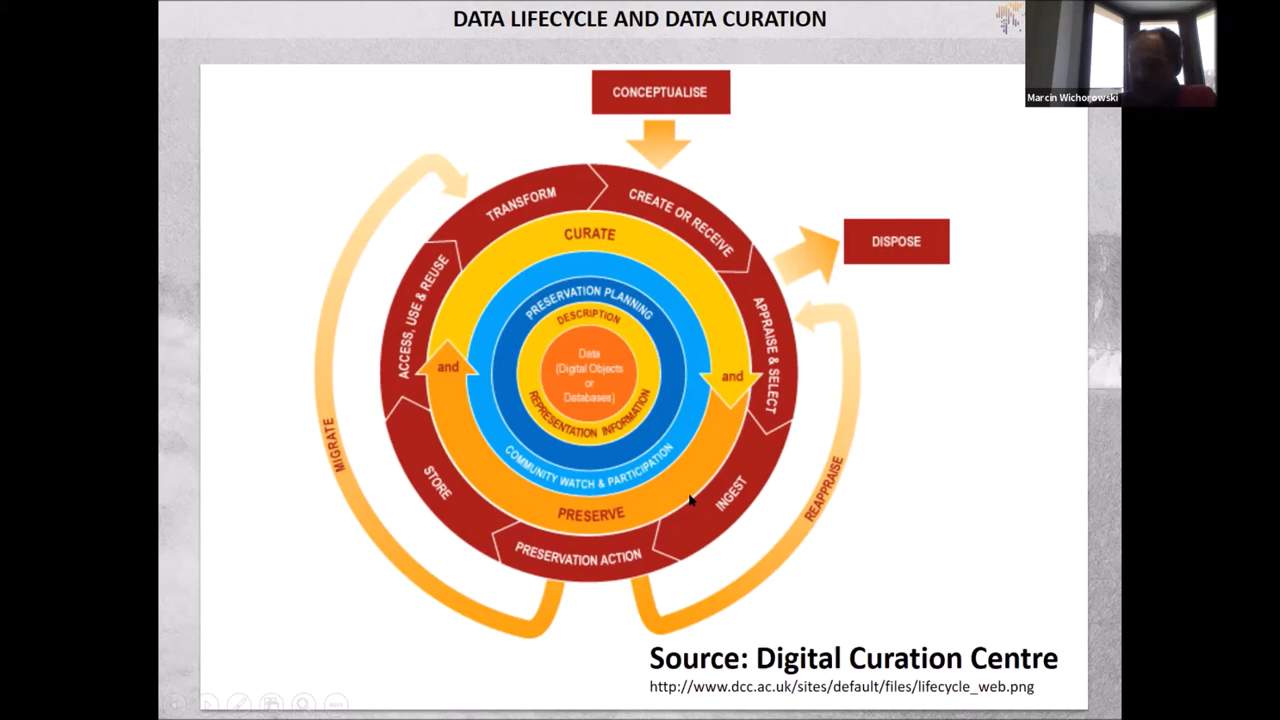 DATA LIFECYCLE AND DATA CURATION
Marcin Wichorowski
CONCEPTUALISE
DISPOSE
TRANSFORM
CREATE OR RECEIVE
APPRAISE & SELECT
INGEST
PRESERVATION ACTION
STORE
ACCESS, USE & REUSE
CURATE
and
PRESERVE
and
COMMUNITY WATCH & PARTICIPATION
PRESERVATION PLANNING
DESCRIPTION
REPRESENTATION INFORMATION
Data
(Digital Objects
or
Databases)
MIGRATE
REAPPRAISE
Source: Digital Curation Centre
http://www.dcc.ac.uk/sites/default/files/lifecycle_web.png